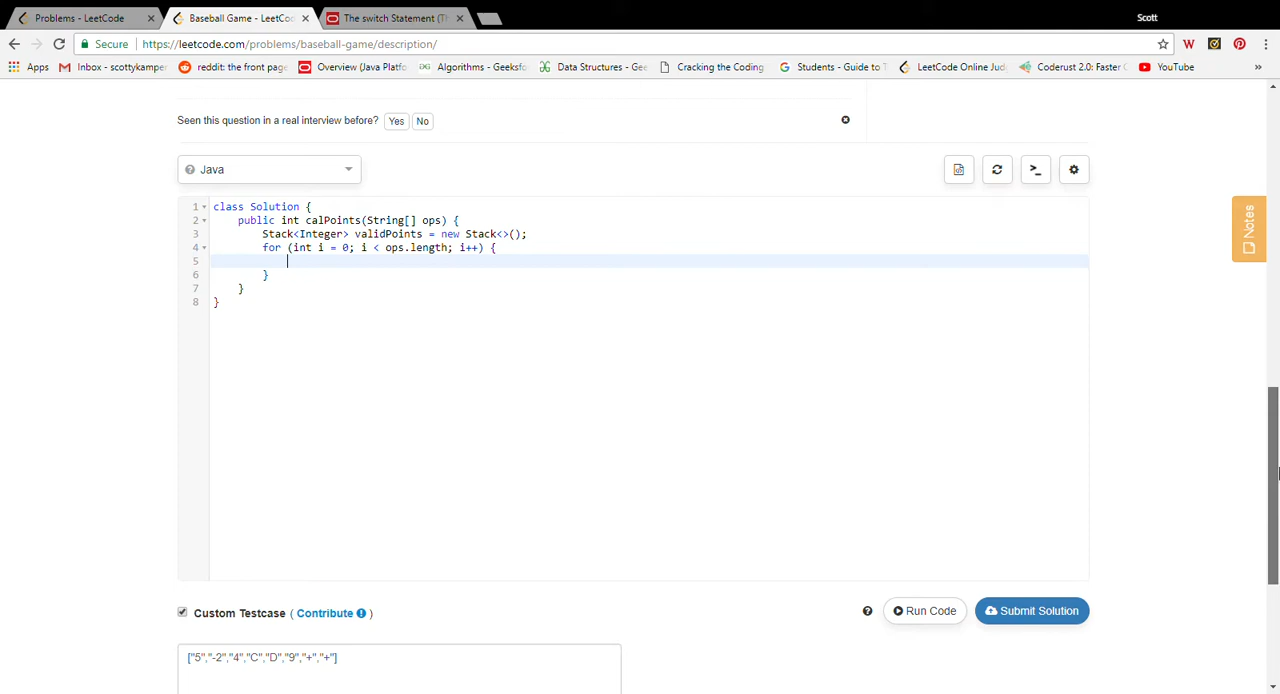 Problems - LeetCode
Baseball Game - LeetCo
The switch Statement (Th
Scott
Secure
https://leetcode.com/problems/baseball-game/description/
Apps
Inbox - scottykamper
reddit: the front page
Overview (Java Platfo
Algorithms - Geeksfo
Data Structures - Gee
Cracking the Coding
Students - Guide to T
LeetCode Online Jud
Coderust 2.0: Faster C
YouTube
»
Seen this question in a real interview before? Yes No
Java
Notes
1 class Solution {
2 public int calPoints(String[] ops) {
3 Stack<Integer> validPoints = new Stack<>();
4 for (int i = 0; i < ops.length; i++) {
5
6 }
7 }
8 }
Custom Testcase ( Contribute )
Run Code
Submit Solution
["5","-2","4","C","D","9","+","+"]